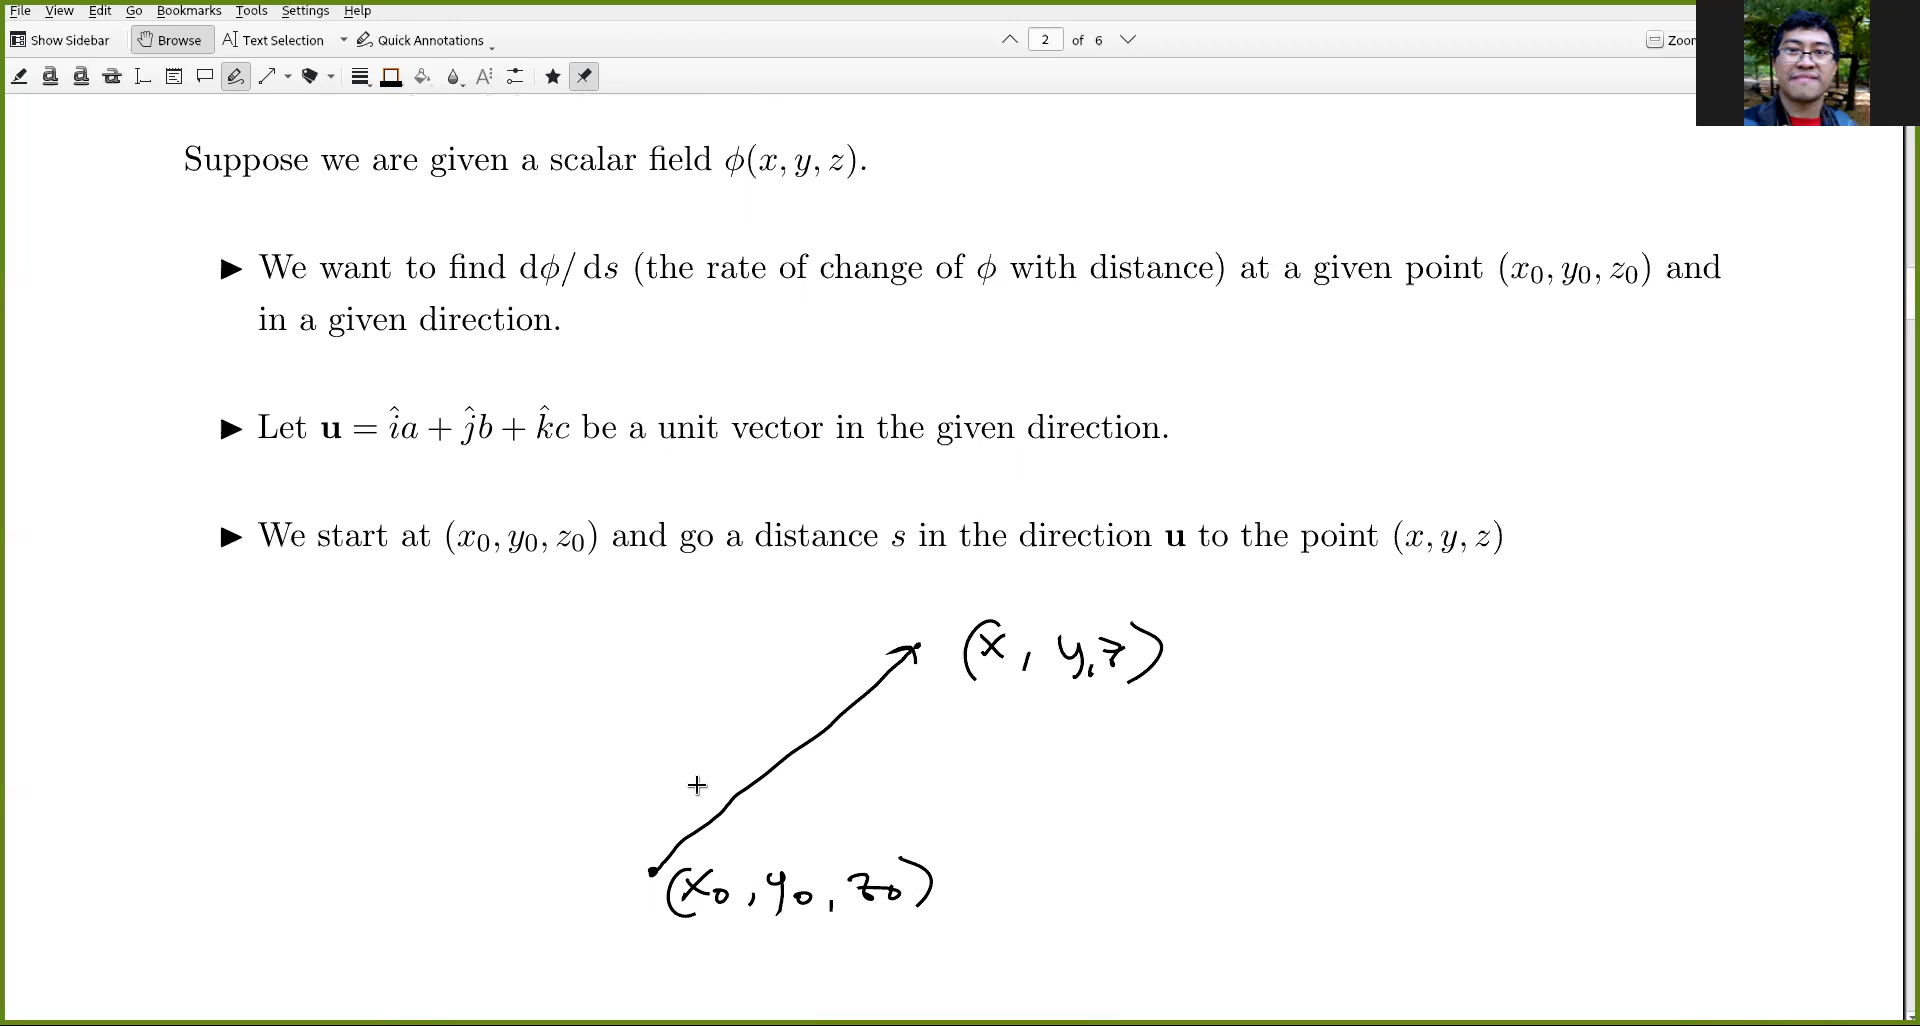 File View Edit Go Bookmarks Tools Settings Help
Show Sidebar Browse Text Selection Quick Annotations 2 of 6
Suppose we are given a scalar field ϕ(x, y, z).
▶ We want to find dϕ/ ds (the rate of change of ϕ with distance) at a given point (x₀, y₀, z₀) and
in a given direction.
▶ Let 𝐮 = îa + ĵb + k̂c be a unit vector in the given direction.
▶ We start at (x₀, y₀, z₀) and go a distance s in the direction 𝐮 to the point (x, y, z)
(x, y, z)
(x₀, y₀, z₀)